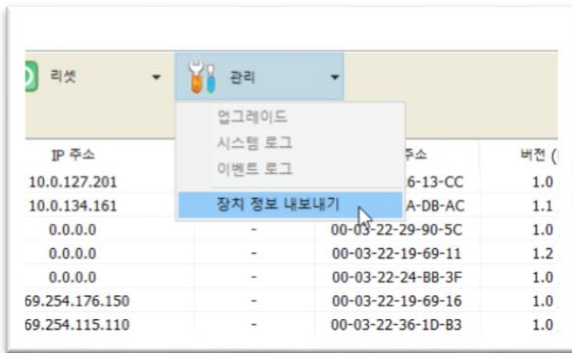 리셋 관리
업그레이드
시스템 로그
이벤트 로그
장치 정보 내보내기
IP 주소 주소 버전 (
10.0.127.201 6-13-CC 1.0
10.0.134.161 A-DB-AC 1.1
0.0.0.0 - 00-03-22-29-90-5C 1.0
0.0.0.0 - 00-03-22-19-69-11 1.2
0.0.0.0 - 00-03-22-24-BB-3F 1.0
69.254.176.150 - 00-03-22-19-69-16 1.0
69.254.115.110 - 00-03-22-36-1D-B3 1.0